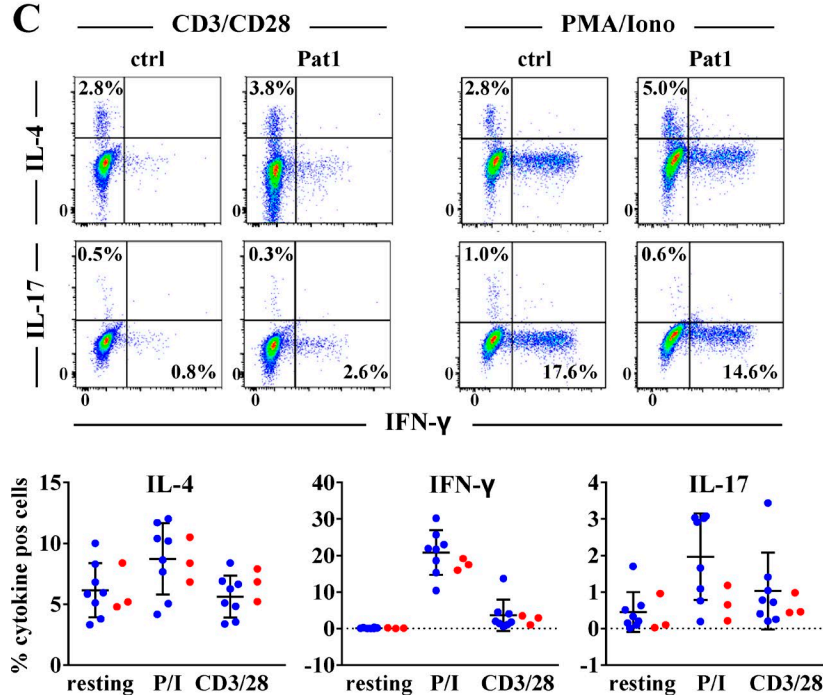 C
CD3/CD28 PMA/Iono
ctrl Pat1 ctrl Pat1
IL-4
2.8% 3.8% 2.8% 5.0%
0 0 0 0
IL-17
0.5% 0.3% 1.0% 0.6%
0.8% 2.6% 17.6% 14.6%
0 0 0 0
0 0 0 0
IFN-γ
% cytokine pos cells
IL-4
15
10
5
0
resting P/I CD3/28
IFN-γ
40
30
20
10
0
-10
resting P/I CD3/28
IL-17
4
3
2
1
0
-1
resting P/I CD3/28